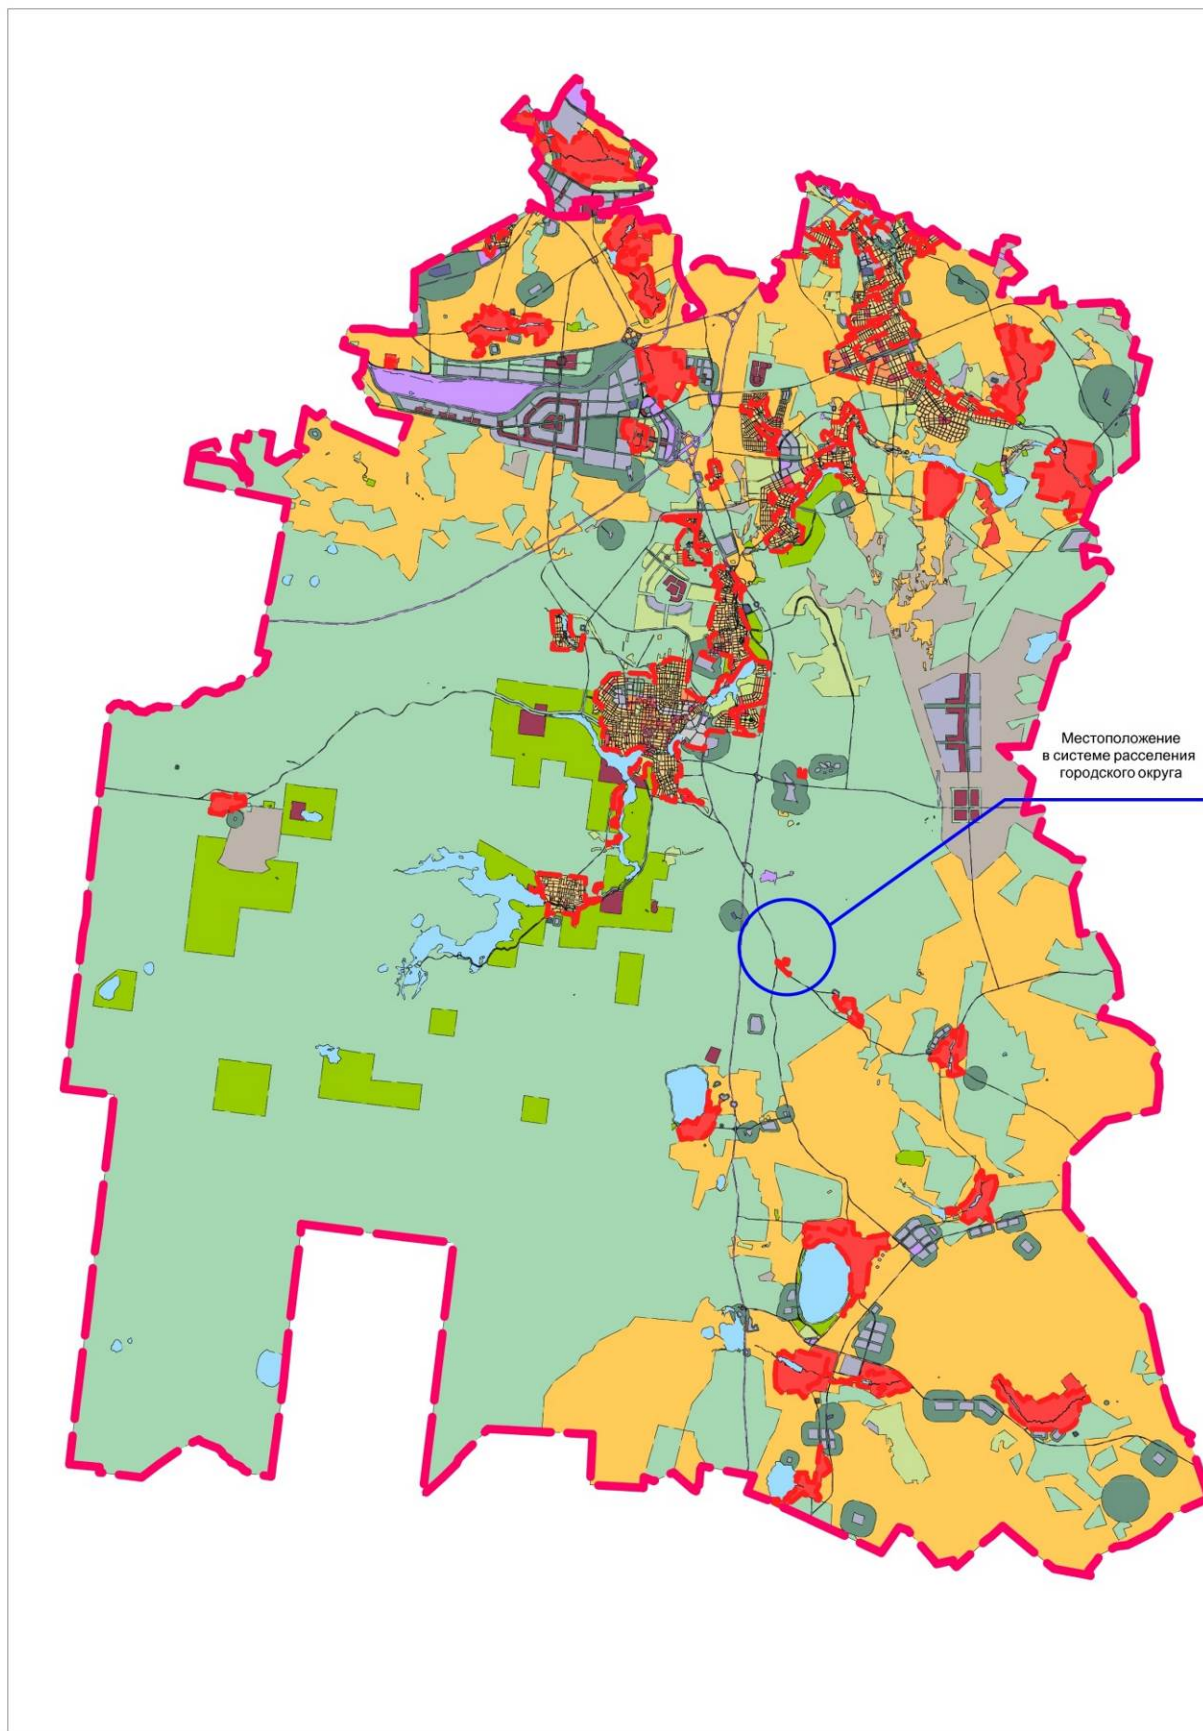 Местоположение
в системе расселения
городского округа